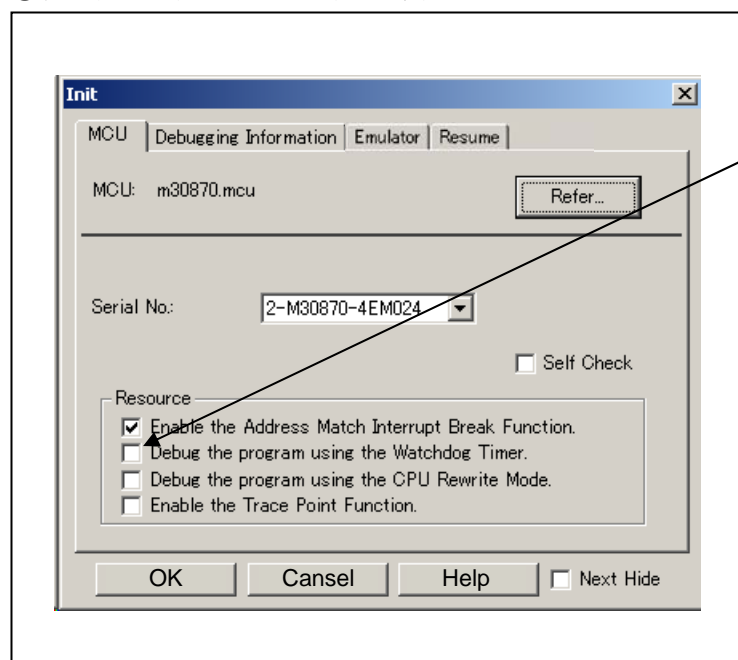 Init
MCU Debugging Information Emulator Resume
MCU: m30870.mcu
Refer...
Serial No.: 2-M30870-4EM024
Self Check
Resource
Enable the Address Match Interrupt Break Function.
Debug the program using the Watchdog Timer.
Debug the program using the CPU Rewrite Mode.
Enable the Trace Point Function.
OK Cansel Help Next Hide